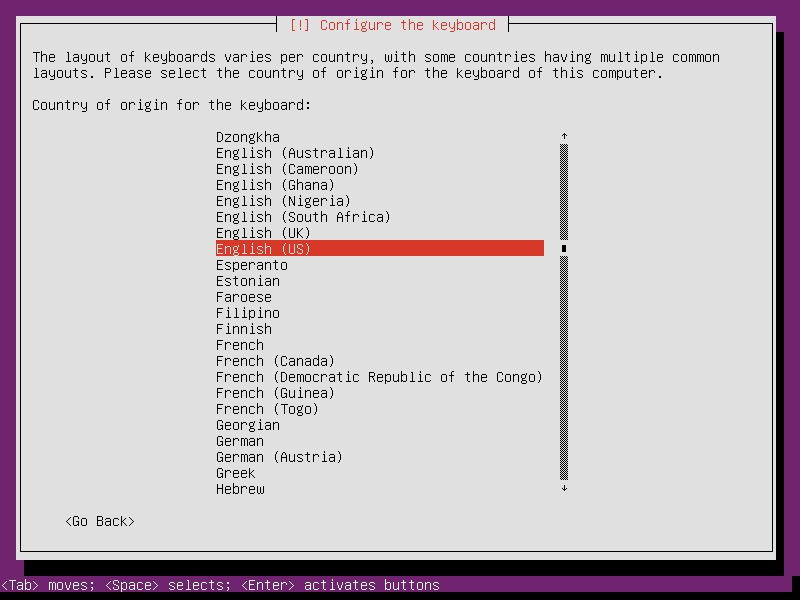 [!] Configure the keyboard
The layout of keyboards varies per country, with some countries having multiple common
layouts. Please select the country of origin for the keyboard of this computer.
Country of origin for the keyboard:
Dzongkha
English (Australian)
English (Cameroon)
English (Ghana)
English (Nigeria)
English (South Africa)
English (UK)
English (US)
Esperanto
Estonian
Faroese
Filipino
Finnish
French
French (Canada)
French (Democratic Republic of the Congo)
French (Guinea)
French (Togo)
Georgian
German
German (Austria)
Greek
Hebrew
<Go Back>
<Tab> moves; <Space> selects; <Enter> activates buttons